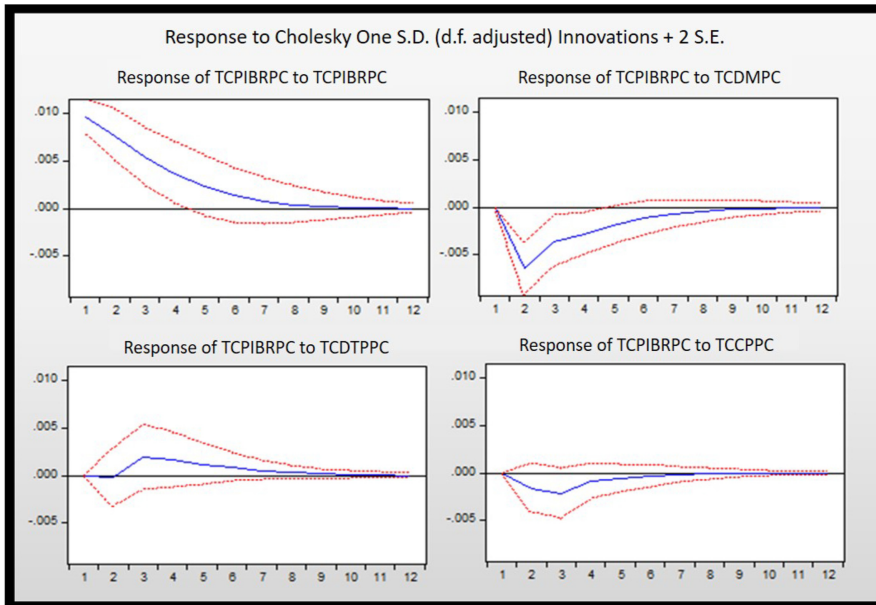 Response to Cholesky One S.D. (d.f. adjusted) Innovations + 2 S.E.
Response of TCPIBRPC to TCPIBRPC
.010
.005
.000
-.005
1 2 3 4 5 6 7 8 9 10 11 12
Response of TCPIBRPC to TCDMPC
.010
.005
.000
-.005
1 2 3 4 5 6 7 8 9 10 11 12
Response of TCPIBRPC to TCDTPPC
.010
.005
.000
-.005
1 2 3 4 5 6 7 8 9 10 11 12
Response of TCPIBRPC to TCCPPC
.010
.005
.000
-.005
1 2 3 4 5 6 7 8 9 10 11 12